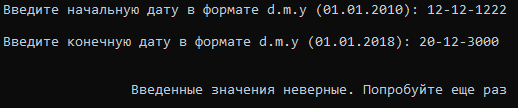 Введите начальную дату в формате d.m.y (01.01.2010): 12-12-1222
Введите конечную дату в формате d.m.y (01.01.2018): 20-12-3000
Введенные значения неверные. Попробуйте еще раз